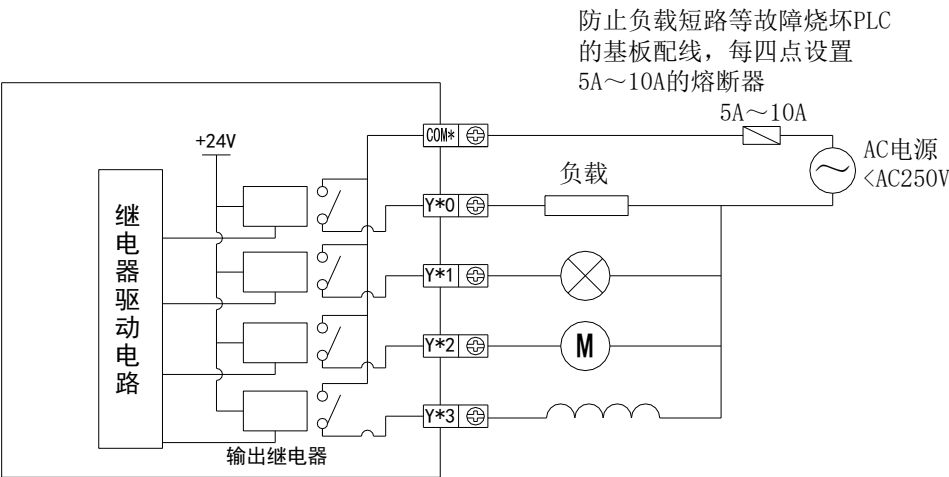 防止负载短路等故障烧坏PLC
的基板配线，每四点设置
5A～10A的熔断器
5A～10A
COM*
+24V
AC电源
<AC250V
负载
Y*0
继电器驱动电路
Y*1
Y*2
M
Y*3
输出继电器